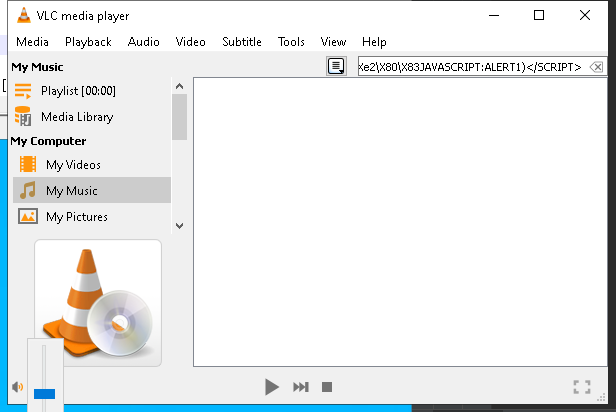 VLC media player
Media Playback Audio Video Subtitle Tools View Help
My Music
Xe2\X80\X83JAVASCRIPT:ALERT1)</SCRIPT>
Playlist [00:00]
Media Library
My Computer
My Videos
My Music
My Pictures